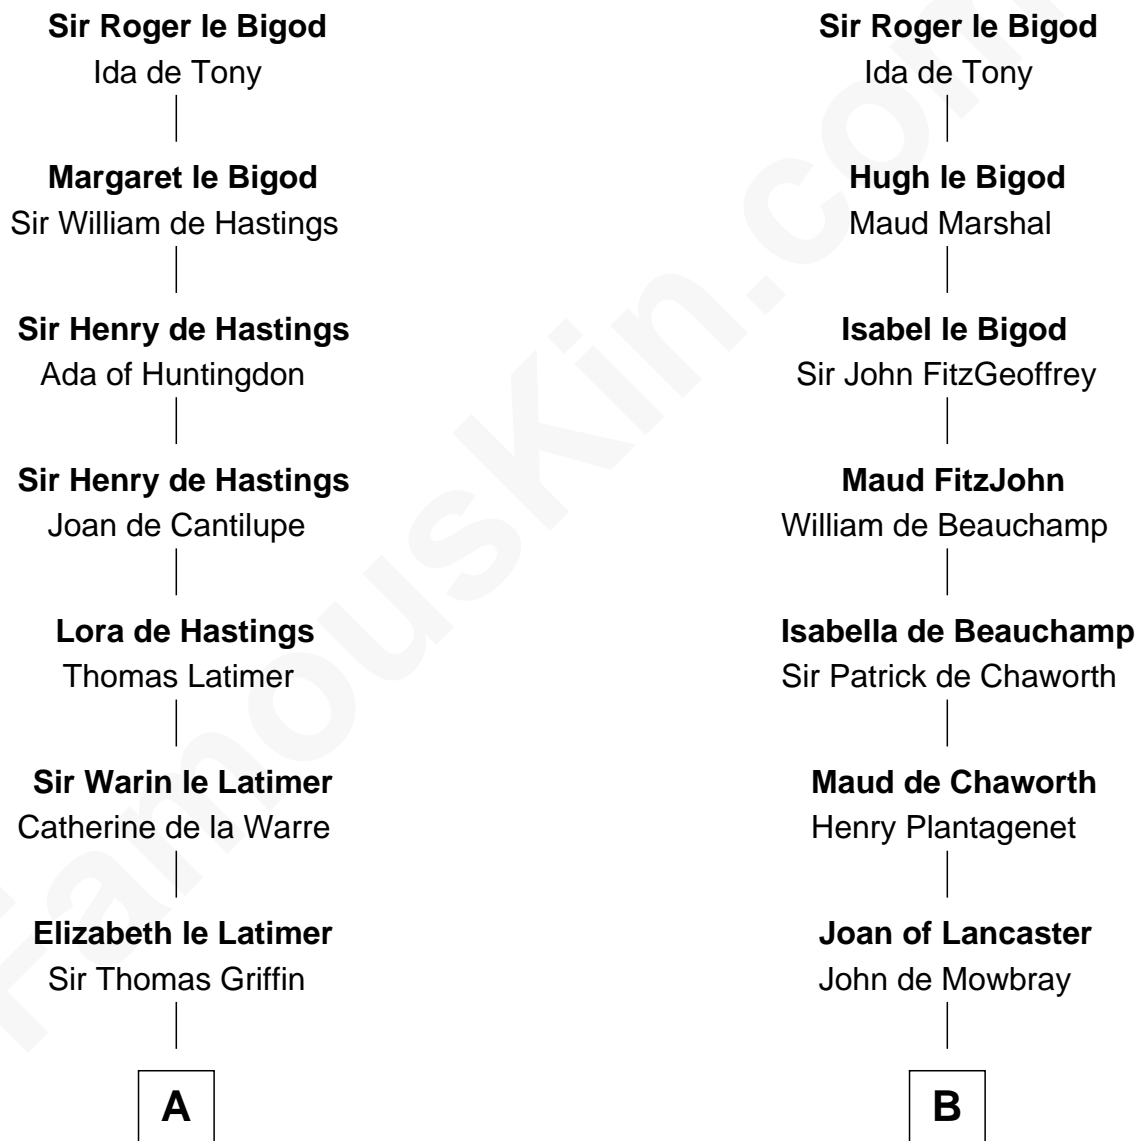 Sir Roger le Bigod
Ida de Tony
Margaret le Bigod
Sir William de Hastings
Sir Henry de Hastings
Ada of Huntingdon
Sir Henry de Hastings
Joan de Cantilupe
Lora de Hastings
Thomas Latimer
Sir Warin le Latimer
Catherine de la Warre
Elizabeth le Latimer
Sir Thomas Griffin
A
Sir Roger le Bigod
Ida de Tony
Hugh le Bigod
Maud Marshal
Isabel le Bigod
Sir John FitzGeoffrey
Maud FitzJohn
William de Beauchamp
Isabella de Beauchamp
Sir Patrick de Chaworth
Maud de Chaworth
Henry Plantagenet
Joan of Lancaster
John de Mowbray
B
FamousKin.com